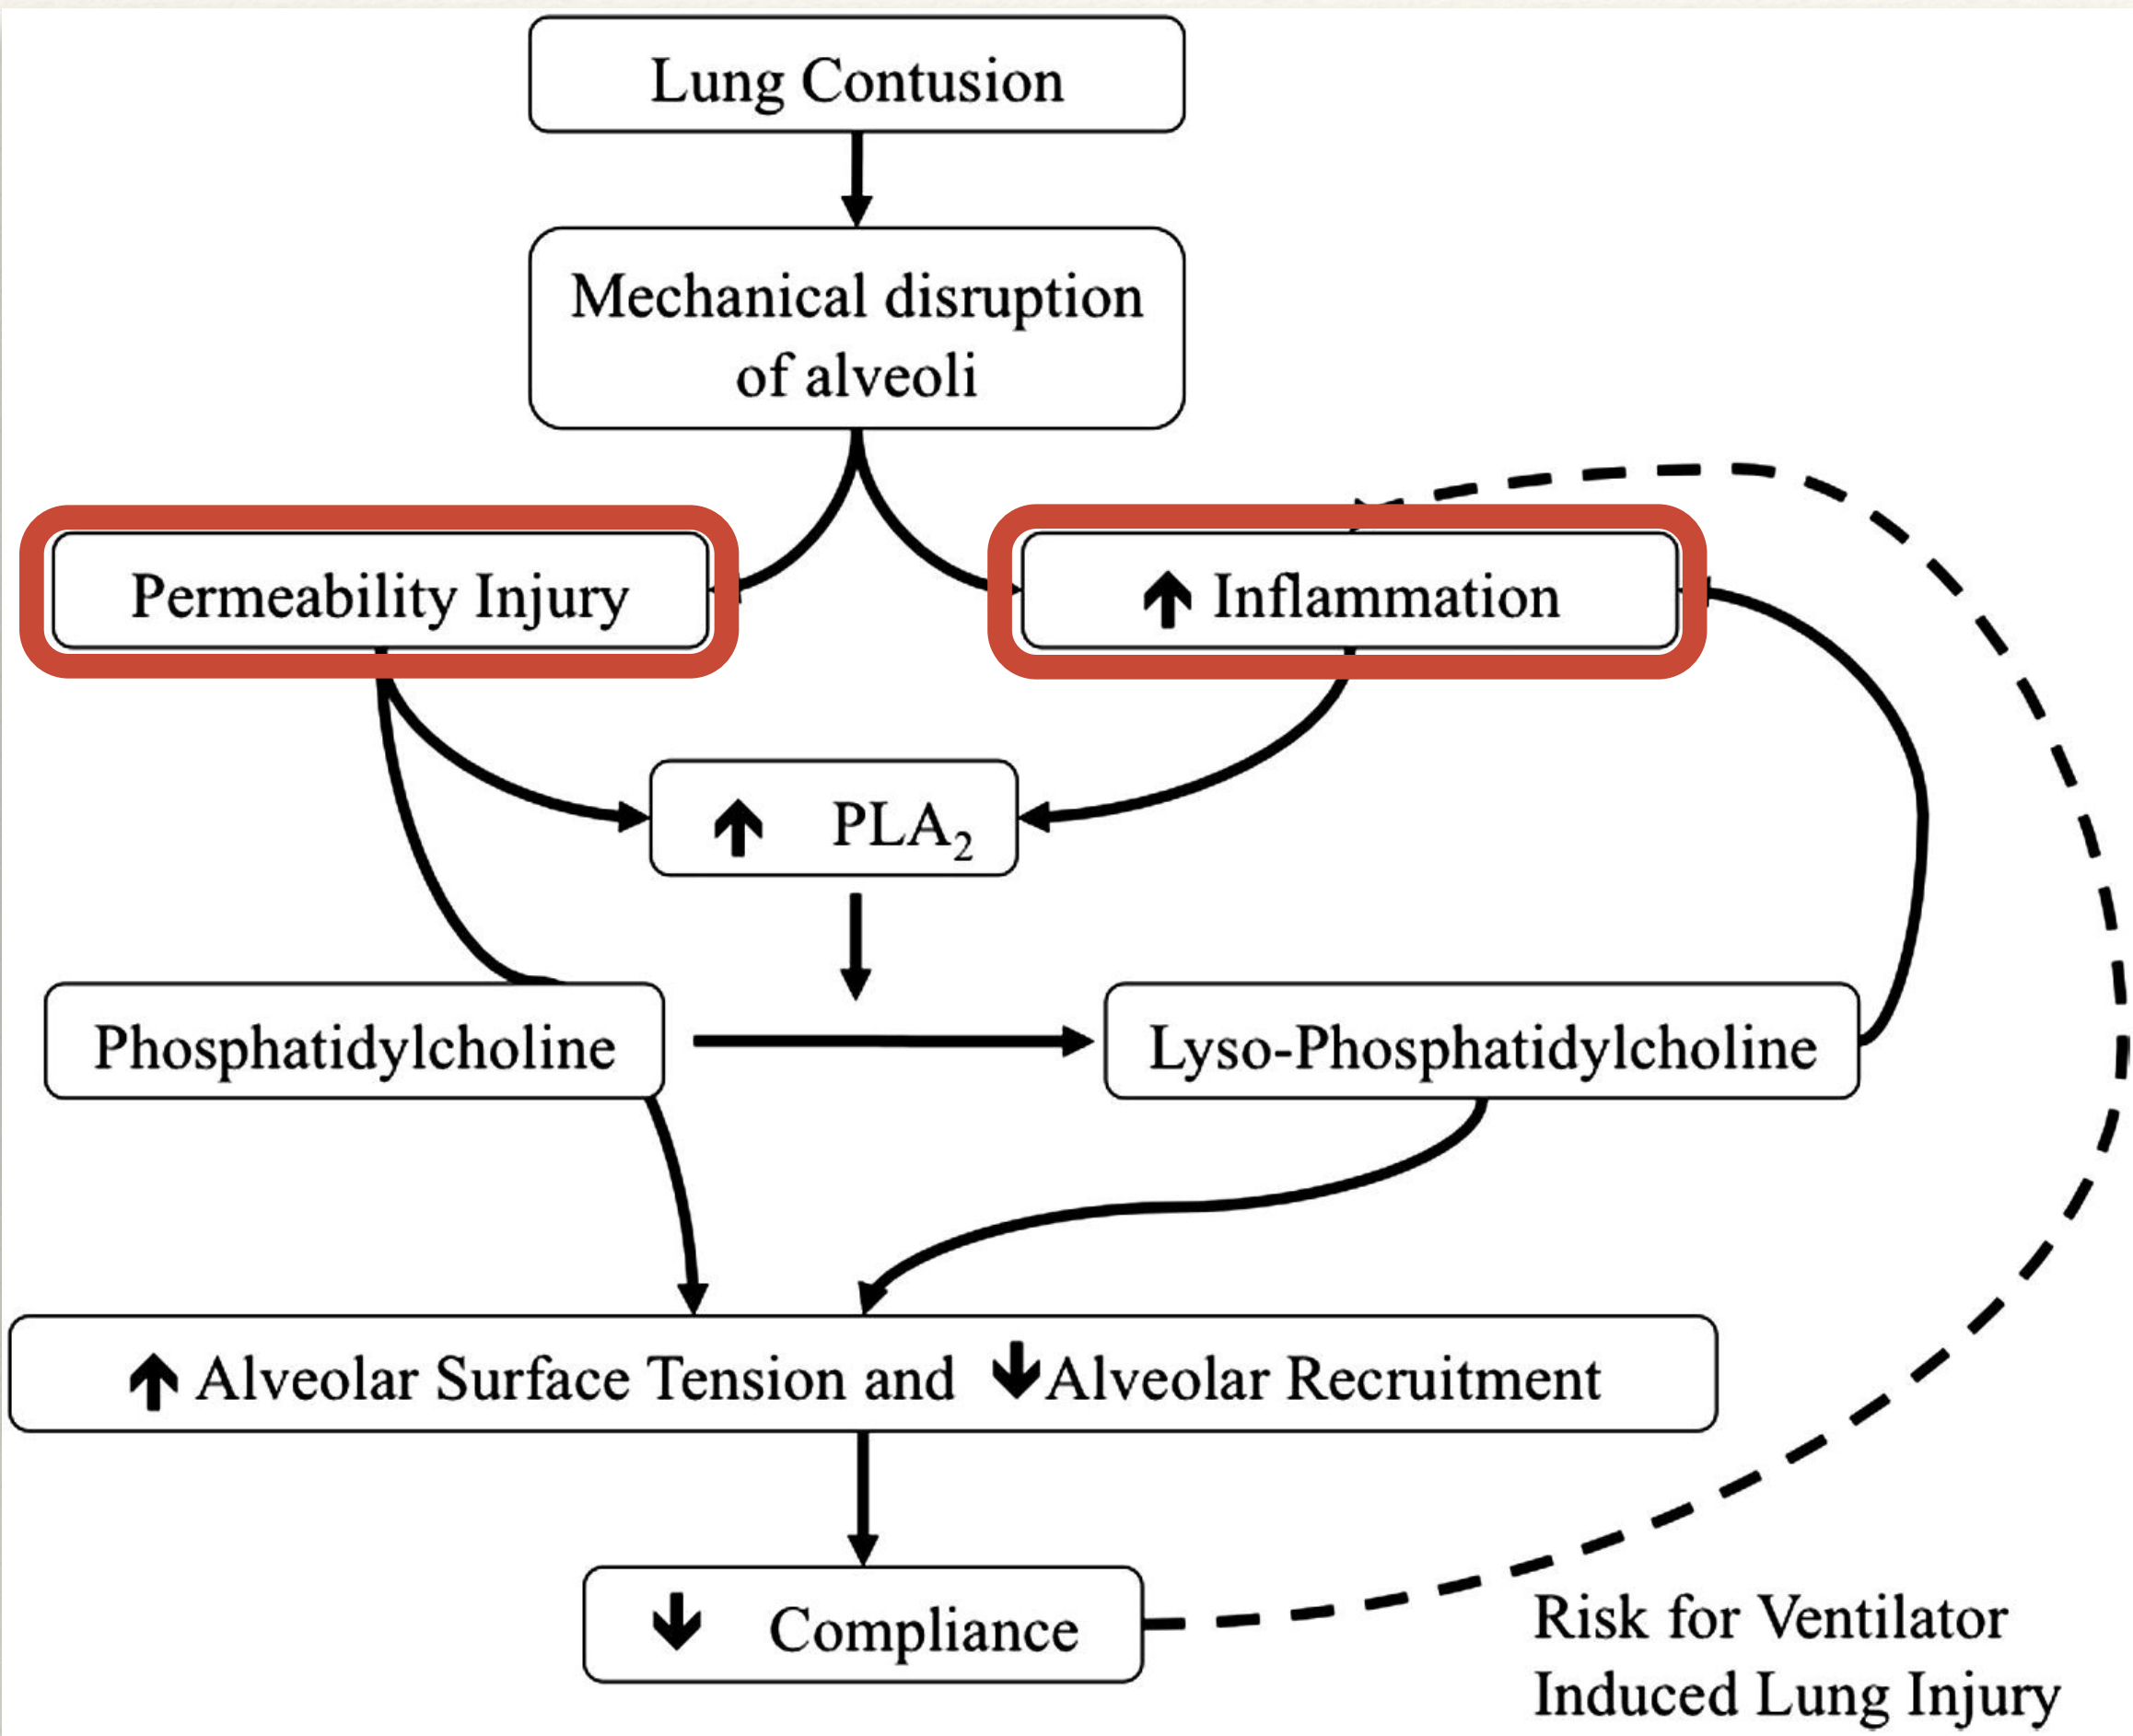 Lung Contusion
Mechanical disruption
of alveoli
Permeability Injury
↑ Inflammation
↑ PLA₂
Phosphatidylcholine
Lyso-Phosphatidylcholine
↑ Alveolar Surface Tension and ↓ Alveolar Recruitment
↓ Compliance
Risk for Ventilator
Induced Lung Injury